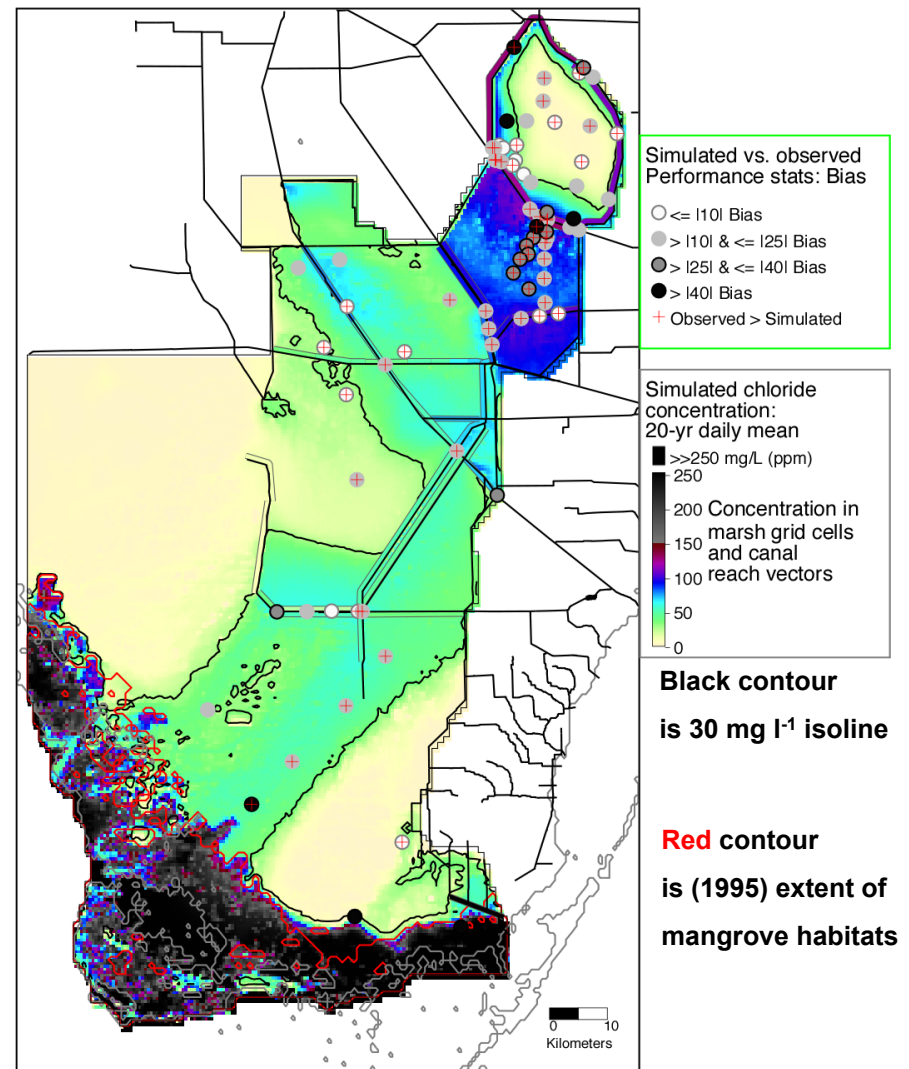 Simulated vs. observed
Performance stats: Bias
<= |10| Bias
> |10| & <= |25| Bias
> |25| & <= |40| Bias
> |40| Bias
Observed > Simulated
Simulated chloride
concentration:
20-yr daily mean
>>250 mg/L (ppm)
250
200
150
100
50
0
Concentration in
marsh grid cells
and canal
reach vectors
Black contour
is 30 mg l⁻¹ isoline
Red contour
is (1995) extent of
mangrove habitats
0 10
Kilometers